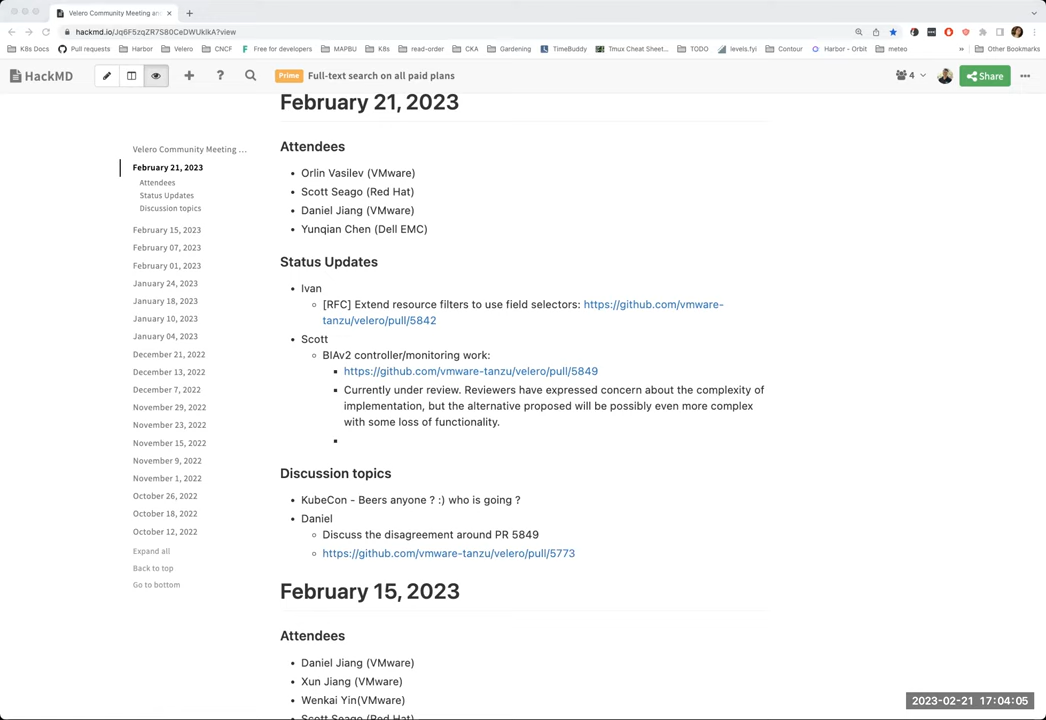 Velero Community Meeting an
hackmd.io/Jq6F5zqZR7S80CeDWUkIkA?view
K8s Docs Pull requests Harbor Velero CNCF Free for developers MAPBU K8s read-order CKA Gardening TimeBuddy Tmux Cheat Sheet... TODO levels.fyi Contour Harbor - Orbit meteo » Other Bookmarks
HackMD Prime Full-text search on all paid plans 4 Share
Velero Community Meeting ...
February 21, 2023
Attendees
Status Updates
Discussion topics
February 15, 2023
February 07, 2023
February 01, 2023
January 24, 2023
January 18, 2023
January 10, 2023
January 04, 2023
December 21, 2022
December 13, 2022
December 7, 2022
November 29, 2022
November 23, 2022
November 15, 2022
November 9, 2022
November 1, 2022
October 26, 2022
October 18, 2022
October 12, 2022
Expand all
Back to top
Go to bottom
February 21, 2023
Attendees
Orlin Vasilev (VMware)
Scott Seago (Red Hat)
Daniel Jiang (VMware)
Yunqian Chen (Dell EMC)
Status Updates
Ivan
[RFC] Extend resource filters to use field selectors: https://github.com/vmware-
tanzu/velero/pull/5842
Scott
BIAv2 controller/monitoring work:
https://github.com/vmware-tanzu/velero/pull/5849
Currently under review. Reviewers have expressed concern about the complexity of
implementation, but the alternative proposed will be possibly even more complex
with some loss of functionality.
Discussion topics
KubeCon - Beers anyone ? :) who is going ?
Daniel
Discuss the disagreement around PR 5849
https://github.com/vmware-tanzu/velero/pull/5773
February 15, 2023
Attendees
Daniel Jiang (VMware)
Xun Jiang (VMware)
Wenkai Yin(VMware)
Scott Seago (Red Hat)
2023-02-21 17:04:05